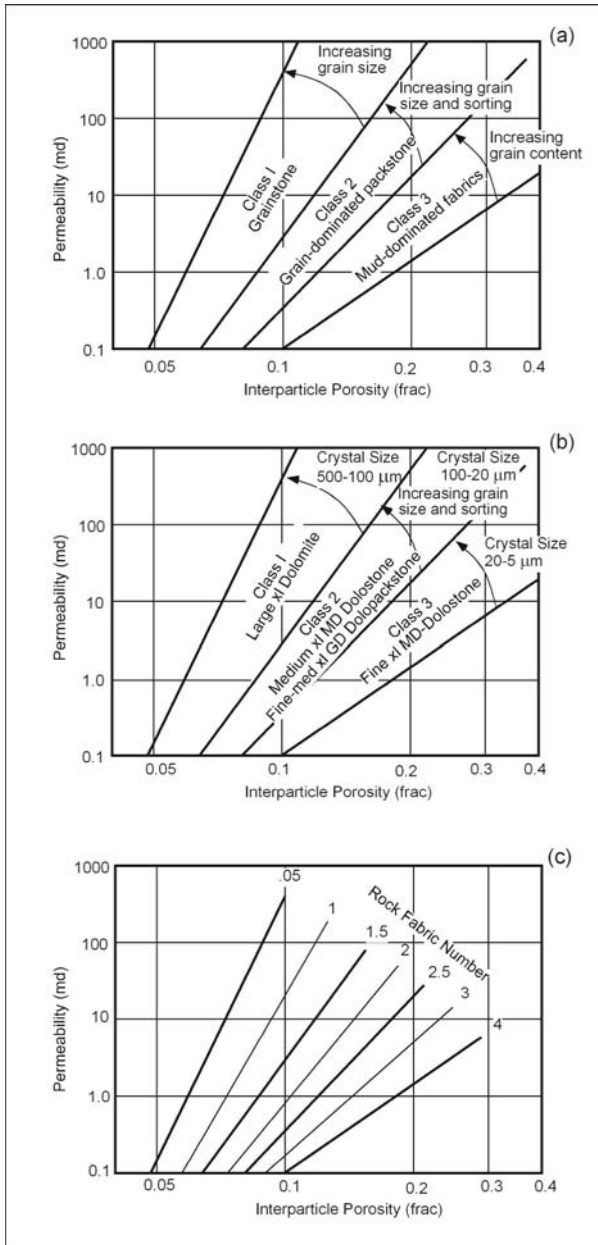 (a)
1000
100
10
1.0
0.1
Permeability (md)
Increasing
grain size
Increasing grain
size and sorting
Increasing
grain content
Class I
Grainstone
Class 2
Grain-dominated packstone
Class 3
Mud-dominated fabrics
0.05
0.1
0.2
0.3
0.4
Interparticle Porosity (frac)
(b)
1000
100
10
1.0
0.1
Permeability (md)
Crystal Size
500-100 µm
Crystal Size
100-20 µm
Increasing grain
size and sorting
Crystal Size
20-5 µm
Class I
Large xl Dolomite
Class 2
Medium xl MD Dolostone
Fine-med xl GD Dolopackstone
Class 3
Fine xl MD-Dolostone
0.05
0.1
0.2
0.3
0.4
Interparticle Porosity (frac)
(c)
1000
100
10
1.0
0.1
Permeability (md)
Rock Fabric Number
.05
1
1.5
2
2.5
3
4
0.05
0.1
0.2
0.3
0.4
Interparticle Porosity (frac)